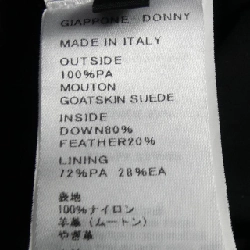 GIAPPONE DONNY
MADE IN ITALY
OUTSIDE
100%PA
MOUTON
GOATSKIN SUEDE
INSIDE
DOWN80%
FEATHER20%
LINING
72%PA 28%EA
表地
100%ナイロン
羊革（ムートン）
やぎ革